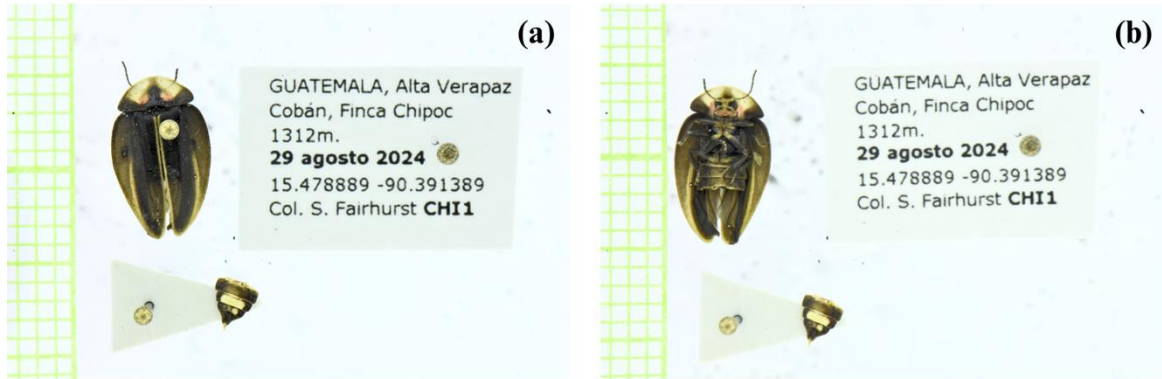 (a)
GUATEMALA, Alta Verapaz
Cobán, Finca Chipoc
1312m.
29 agosto 2024
15.478889 -90.391389
Col. S. Fairhurst CHI1
(b)
GUATEMALA, Alta Verapaz
Cobán, Finca Chipoc
1312m.
29 agosto 2024
15.478889 -90.391389
Col. S. Fairhurst CHI1